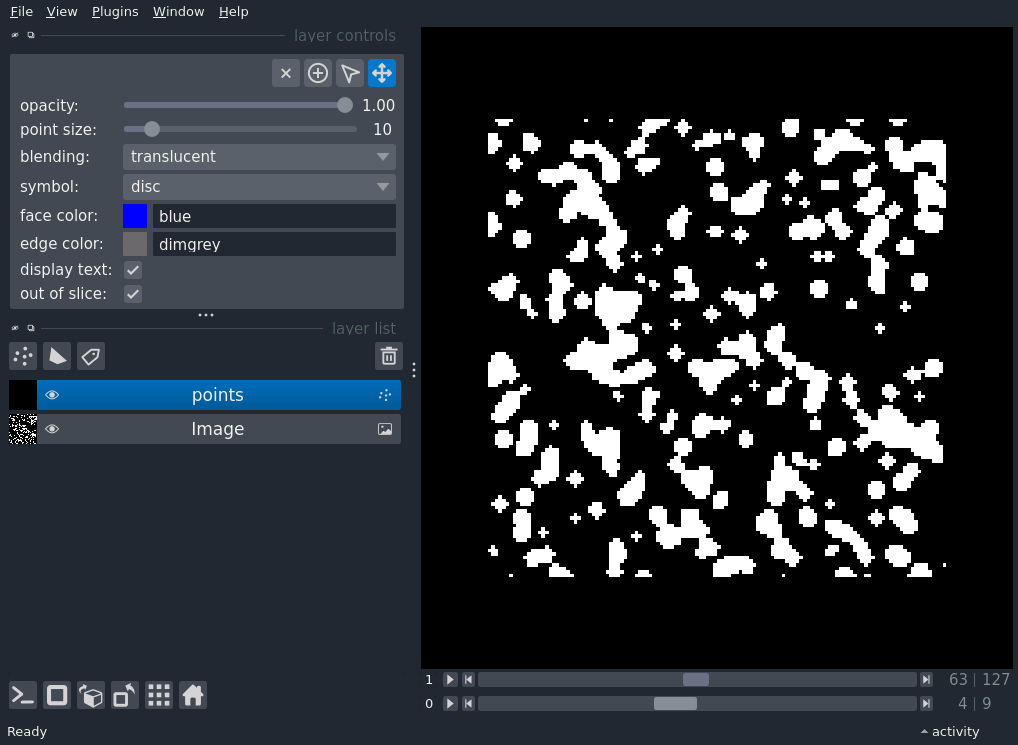 File View Plugins Window Help
layer controls
opacity: 1.00
point size: 10
blending: translucent
symbol: disc
face color: blue
edge color: dimgrey
display text:
out of slice:
layer list
points
Image
1 63 | 127
0 4 | 9
Ready activity